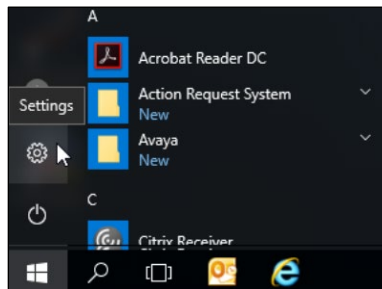 A
Acrobat Reader DC
Settings
Action Request System
New
Avaya
New
C
Citrix Receiver